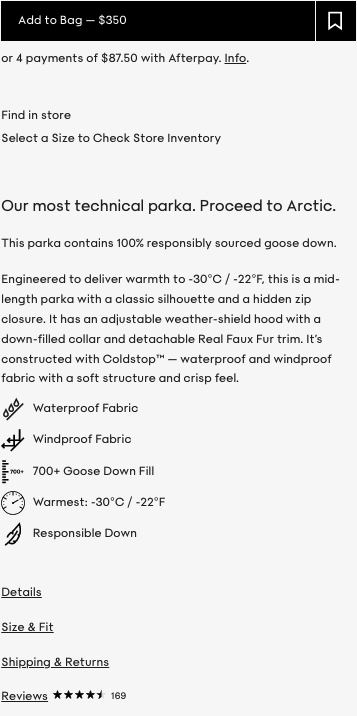 Add to Bag — $350
or 4 payments of $87.50 with Afterpay. Info.
Find in store
Select a Size to Check Store Inventory
Our most technical parka. Proceed to Arctic.
This parka contains 100% responsibly sourced goose down.
Engineered to deliver warmth to -30°C / -22°F, this is a mid-
length parka with a classic silhouette and a hidden zip
closure. It has an adjustable weather-shield hood with a
down-filled collar and detachable Real Faux Fur trim. It’s
constructed with Coldstop™ — waterproof and windproof
fabric with a soft structure and crisp feel.
Waterproof Fabric
Windproof Fabric
700+ 700+ Goose Down Fill
Warmest: -30°C / -22°F
Responsible Down
Details
Size & Fit
Shipping & Returns
Reviews 169